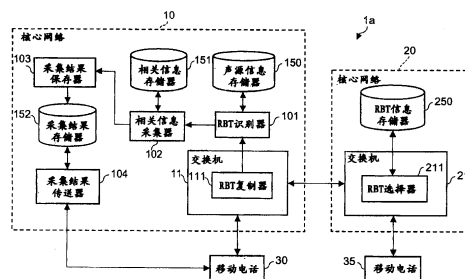 1a
10
核心网络
103
采集结果
保存器
151
相关信息
存储器
150
声源信息
存储器
152
采集结果
存储器
相关信息
采集器
102
RBT识别器
101
采集结果
传送器
104
交换机
11
111
RBT复制器
移动电话
30
20
核心网络
RBT信息
存储器
250
交换机
211
RBT选择器
21
移动电话
35